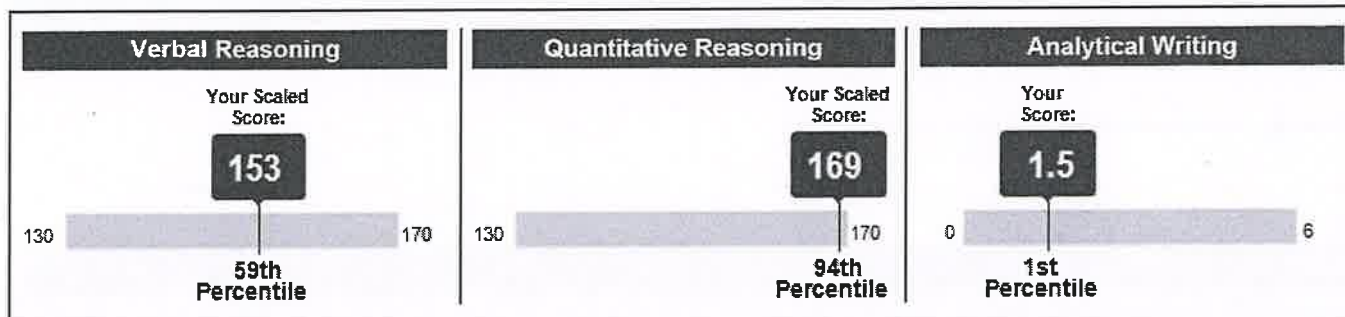 Verbal Reasoning
Your Scaled
Score:
153
130
170
59th
Percentile
Quantitative Reasoning
Your Scaled
Score:
169
130
170
94th
Percentile
Analytical Writing
Your
Score:
1.5
0
6
1st
Percentile